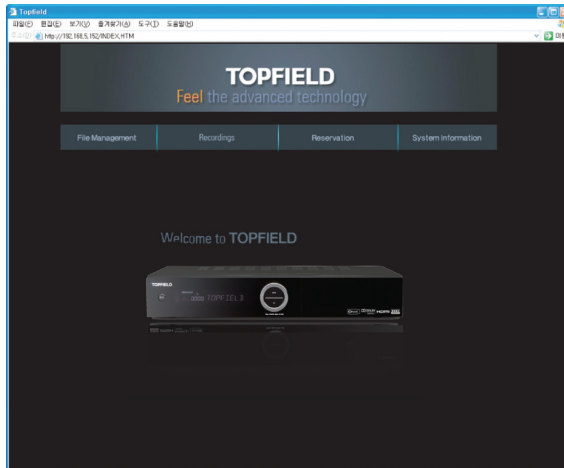 Topfield
파일(F) 편집(E) 보기(V) 즐겨찾기(A) 도구(T) 도움말(H)
http://192.168.5.152/INDEX.HTM
TOPFIELD
Feel the advanced technology
File Management Recordings Reservation System Information
Welcome to TOPFIELD
TOPFIELD
HDMI